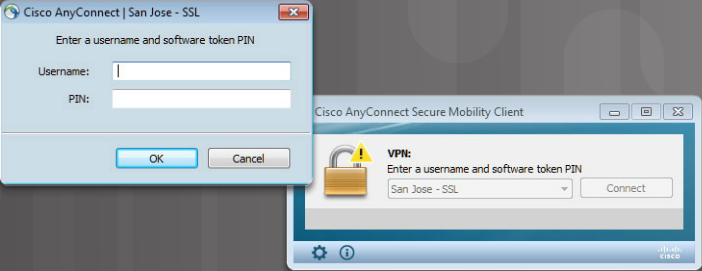 Cisco AnyConnect | San Jose - SSL
Enter a username and software token PIN
Username:
PIN:
OK
Cancel
Cisco AnyConnect Secure Mobility Client
VPN:
Enter a username and software token PIN
San Jose - SSL
Connect
CISCO